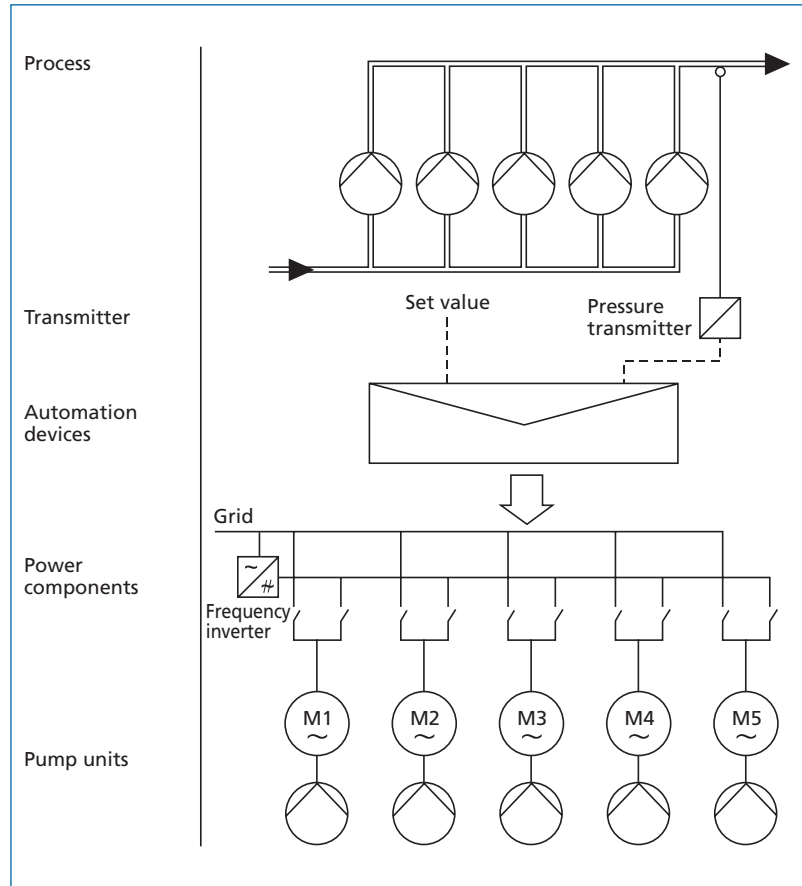 Process
Transmitter
Set value
Pressure
transmitter
Automation
devices
Grid
Power
components
Frequency
inverter
M1
M2
M3
M4
M5
Pump units